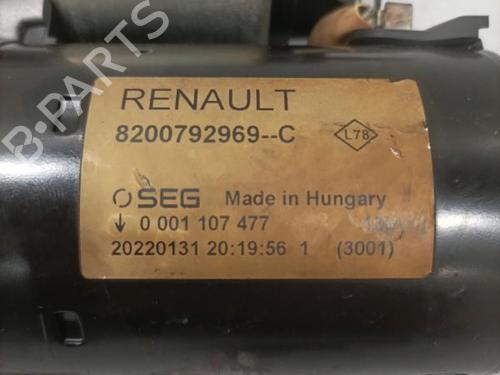 B-PARTS
RENAULT
8200792969--C
L78
SEG Made in Hungary
↓ 0 001 107 477
20220131 20:19:56 1 (3001)